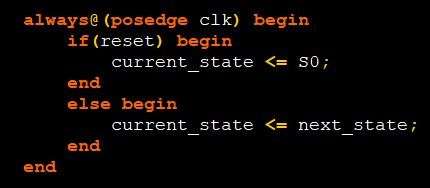 always@(posedge clk) begin
    if(reset) begin
        current_state <= S0;
    end
    else begin
        current_state <= next_state;
    end
end